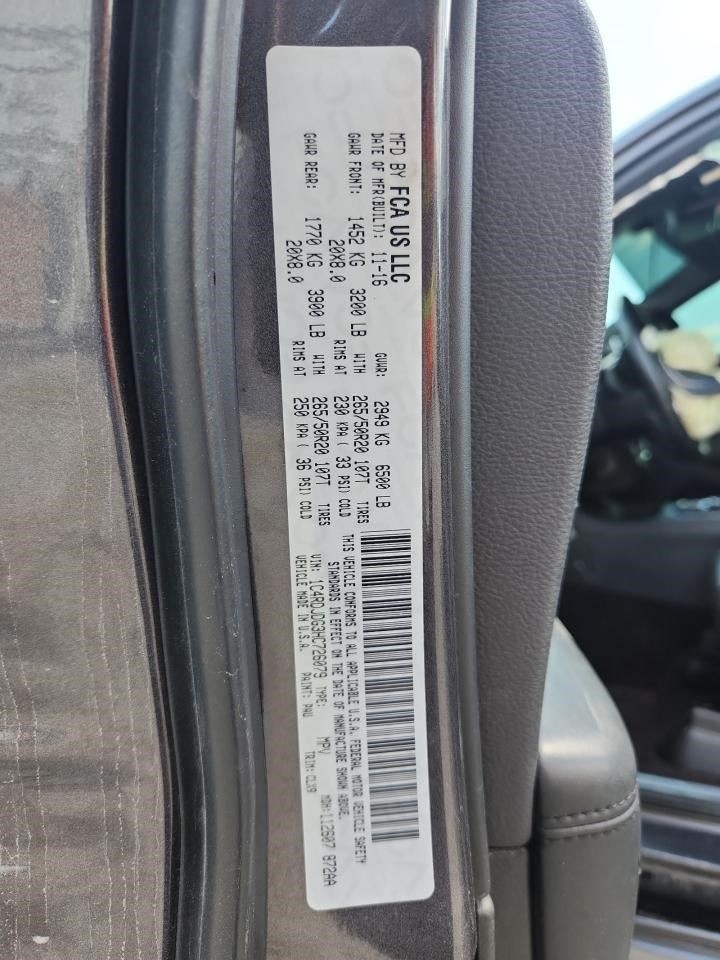 MFD BY FCA US LLC
DATE OF MFR(BUILT): 11-16 GVWR: 2949 KG 6500 LB
GAWR FRONT: 1452 KG 3200 LB WITH 265/50R20 107T TIRES
20X8.0 RIMS AT 230 KPA ( 33 PSI) COLD
GAWR REAR: 1770 KG 3900 LB WITH 265/50R20 107T TIRES
20X8.0 RIMS AT 250 KPA ( 36 PSI) COLD
THIS VEHICLE CONFORMS TO ALL APPLICABLE U.S.A. FEDERAL MOTOR VEHICLE SAFETY
STANDARDS IN EFFECT ON THE DATE OF MANUFACTURE SHOWN ABOVE.
VIN: 1C4RDJDG3HC726079 TYPE: MPV MDH: 112607 872AA
VEHICLE MADE IN U.S.A. PAINT: PAU TRIM: CLX9